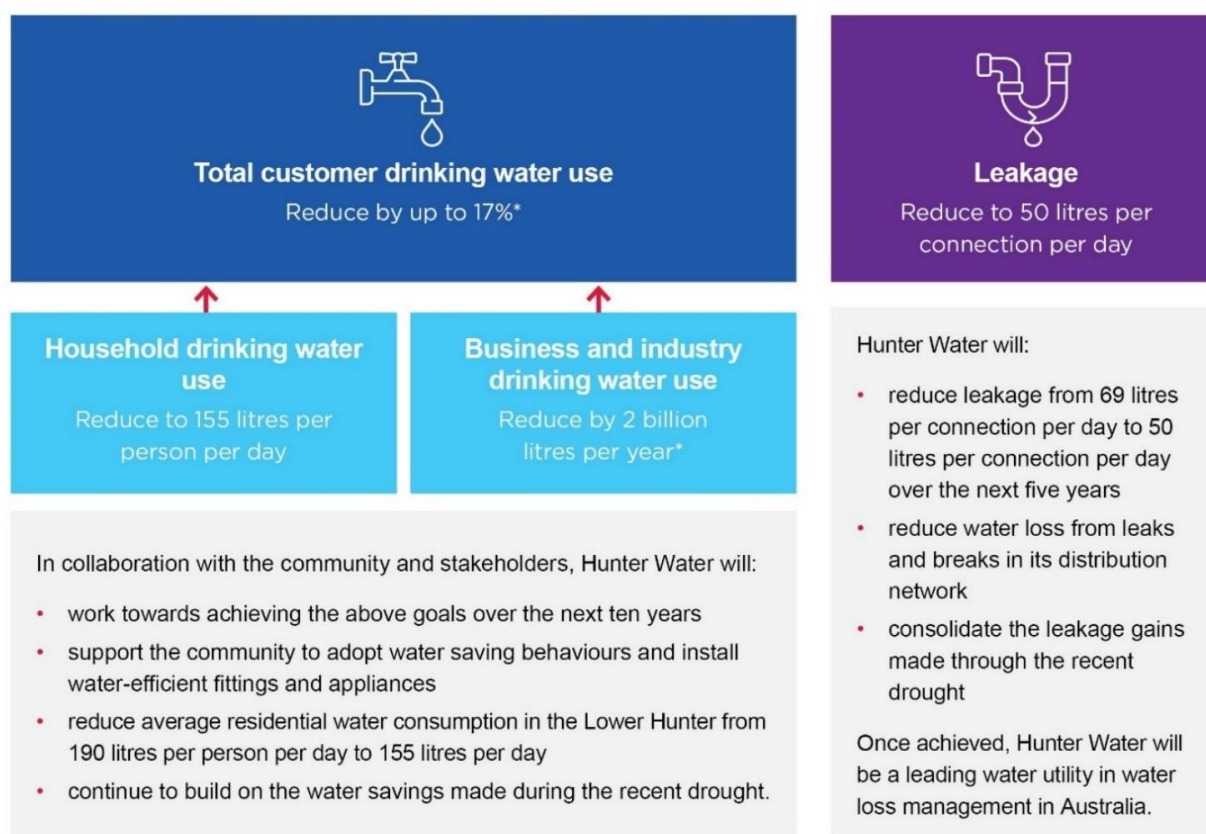 Total customer drinking water use
Reduce by up to 17%*
Household drinking water
use
Reduce to 155 litres per
person per day
Business and industry
drinking water use
Reduce by 2 billion
litres per year*
In collaboration with the community and stakeholders, Hunter Water will:
• work towards achieving the above goals over the next ten years
• support the community to adopt water saving behaviours and install
water-efficient fittings and appliances
• reduce average residential water consumption in the Lower Hunter from
190 litres per person per day to 155 litres per day
• continue to build on the water savings made during the recent drought.
Leakage
Reduce to 50 litres per
connection per day
Hunter Water will:
• reduce leakage from 69 litres
per connection per day to 50
litres per connection per day
over the next five years
• reduce water loss from leaks
and breaks in its distribution
network
• consolidate the leakage gains
made through the recent
drought
Once achieved, Hunter Water will
be a leading water utility in water
loss management in Australia.